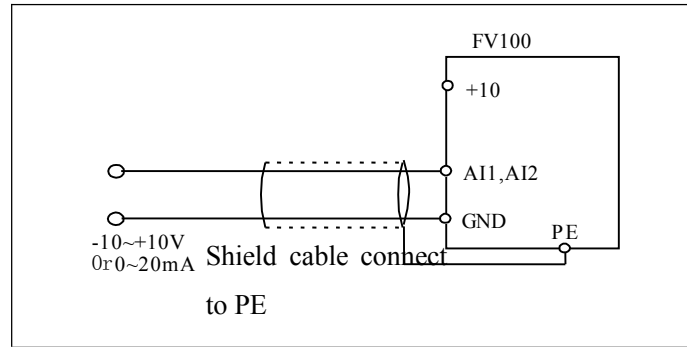 FV100
+10
AI1,AI2
GND
PE
-10~+10V
0r0~20mA
Shield cable connect
to PE